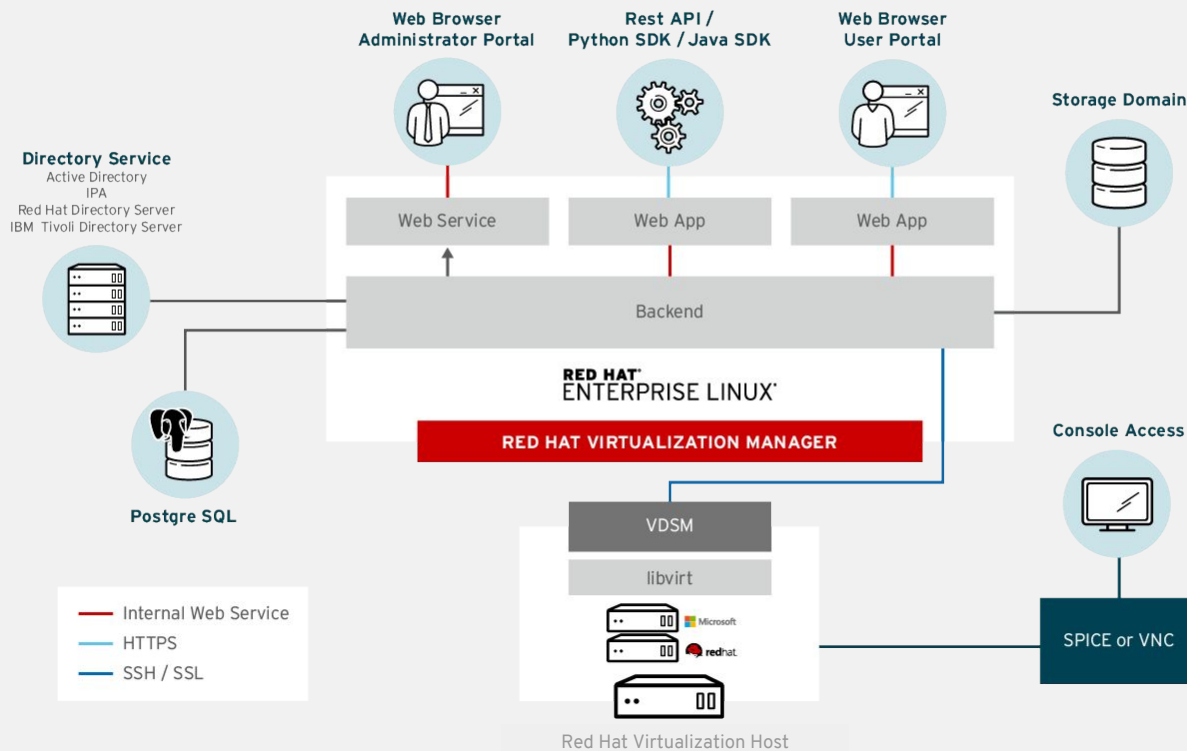 Web Browser
Administrator Portal
Rest API /
Python SDK / Java SDK
Web Browser
User Portal
Storage Domain
Directory Service
Active Directory
IPA
Red Hat Directory Server
IBM Tivoli Directory Server
Web Service
Web App
Web App
Backend
RED HAT®
ENTERPRISE LINUX®
RED HAT VIRTUALIZATION MANAGER
Postgre SQL
Console Access
VDSM
libvirt
Microsoft
redhat.
SPICE or VNC
Internal Web Service
HTTPS
SSH / SSL
Red Hat Virtualization Host